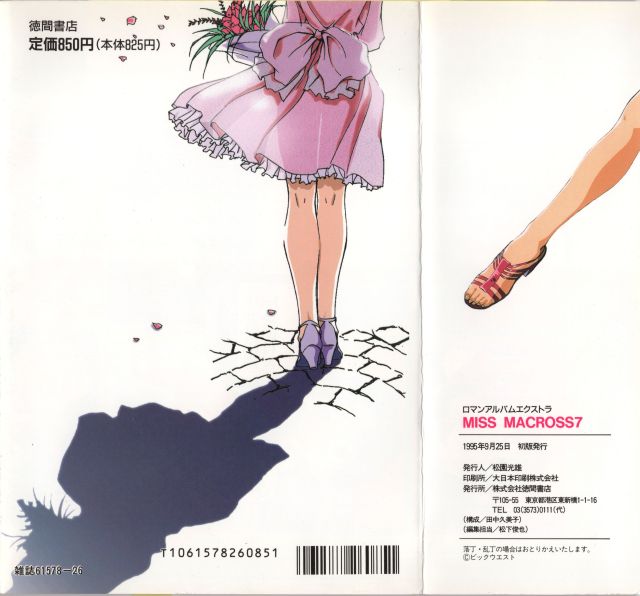 徳間書店
定価850円(本体825円)
T1061578260851
雑誌61578-26
ロマンアルバムエクストラ
MISS MACROSS7
1995年9月25日 初版発行
発行人/松園光雄
印刷所/大日本印刷株式会社
発行所/株式会社徳間書店
〒105-55 東京都港区東新橋1-1-16
TEL 03(3573)0111(代)
〔構成/田中久美子〕
〔編集担当/松下俊也〕
落丁・乱丁の場合はおとりかえいたします。
©ビックウエスト